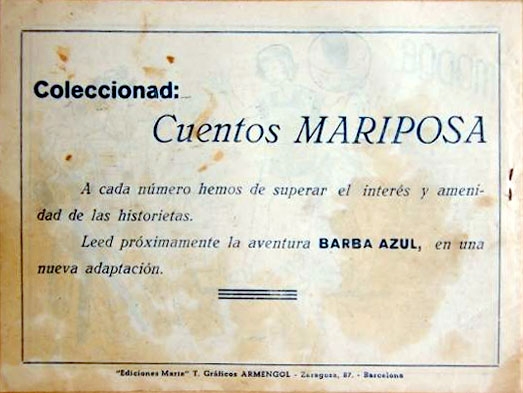 Coleccionad:
Cuentos MARIPOSA
A cada número hemos de superar el interés y ameni-
dad de las historietas.
Leed próximamente la aventura BARBA AZUL, en una
nueva adaptación.
"Ediciones Marte" T. Gráficos ARMENGOL - Zaragoza, 87. - Barcelona